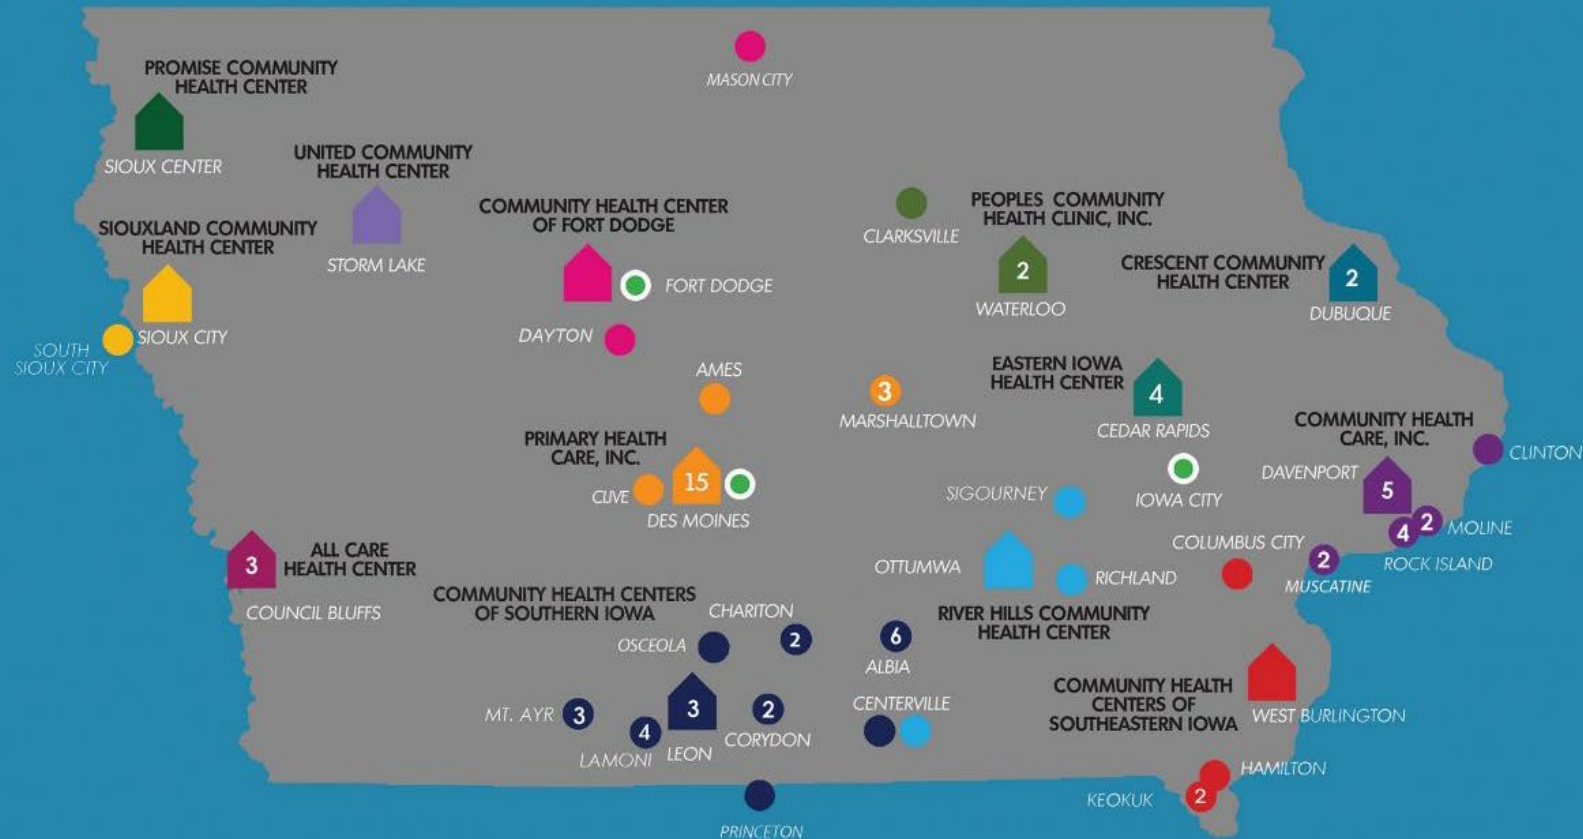 MASON CITY
PROMISE COMMUNITY
HEALTH CENTER
SIOUX CENTER
UNITED COMMUNITY
HEALTH CENTER
STORM LAKE
SIOUXLAND COMMUNITY
HEALTH CENTER
SIOUX CITY
SOUTH
SIOUX CITY
COMMUNITY HEALTH CENTER
OF FORT DODGE
FORT DODGE
DAYTON
CLARKSVILLE
PEOPLES COMMUNITY
HEALTH CLINIC, INC.
2
WATERLOO
CRESCENT COMMUNITY
HEALTH CENTER
2
DUBUQUE
AMES
3
MARSHALLTOWN
EASTERN IOWA
HEALTH CENTER
4
CEDAR RAPIDS
PRIMARY HEALTH
CARE, INC.
CLIVE
15
DES MOINES
IOWA CITY
COMMUNITY HEALTH
CARE, INC.
DAVENPORT
5
CLINTON
2
MOLINE
4
ROCK ISLAND
2
MUSCATINE
SIGOURNEY
OTTUMWA
RICHLAND
RIVER HILLS COMMUNITY
HEALTH CENTER
COLUMBUS CITY
3
ALL CARE
HEALTH CENTER
COUNCIL BLUFFS
COMMUNITY HEALTH CENTERS
OF SOUTHERN IOWA
CHARITON
2
OSCEOLA
6
ALBIA
MT. AYR
3
4
LAMONI
3
LEON
2
CORYDON
CENTERVILLE
PRINCETON
COMMUNITY HEALTH
CENTERS OF
SOUTHEASTERN IOWA
WEST BURLINGTON
HAMILTON
KEOKUK
2